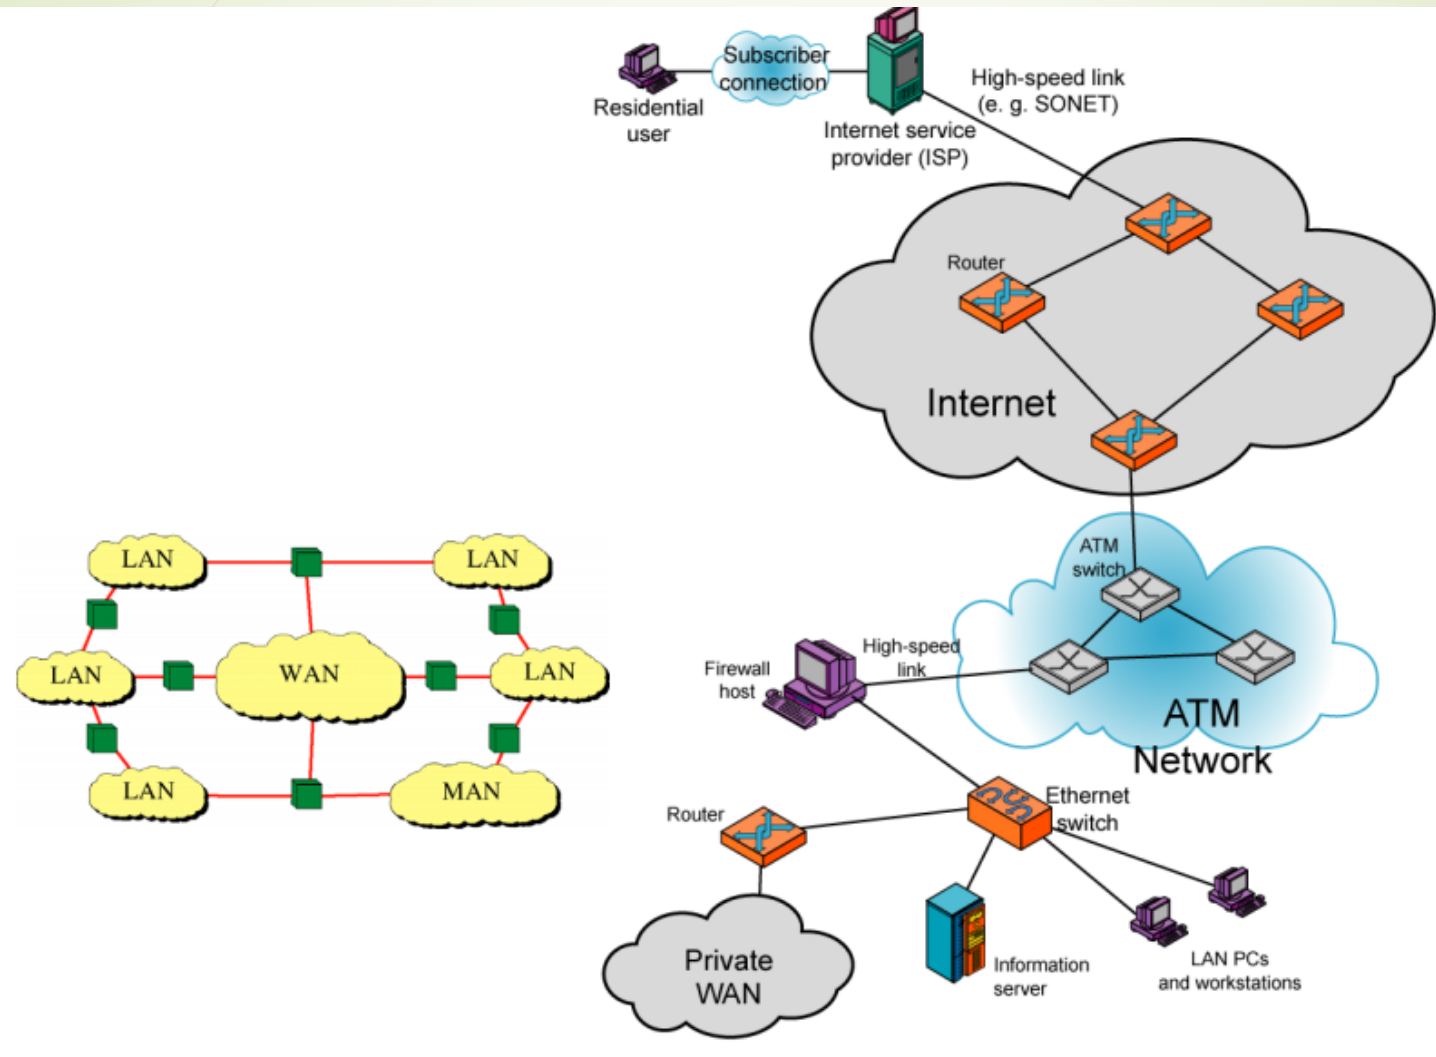 LAN
LAN
LAN
WAN
LAN
LAN
MAN
Residential
user
Subscriber
connection
Internet service
provider (ISP)
High-speed link
(e. g. SONET)
Router
Internet
ATM
switch
High-speed
link
Firewall
host
ATM
Network
Ethernet
switch
Router
Private
WAN
Information
server
LAN PCs
and workstations